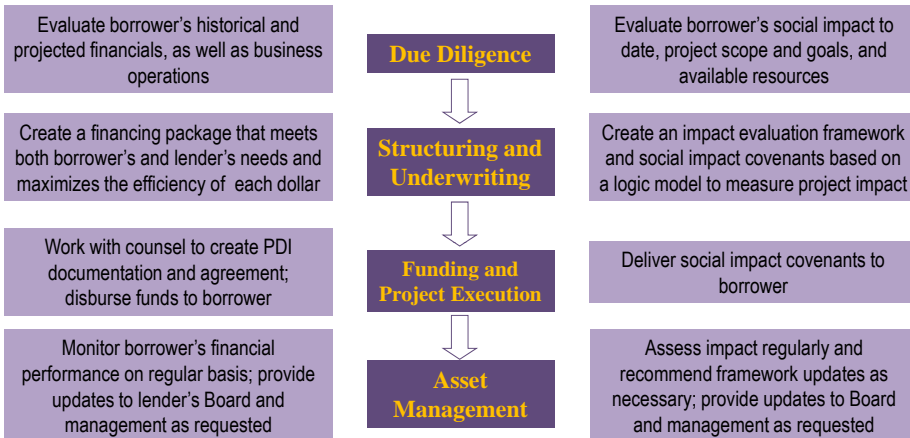 Evaluate borrower's historical and
projected financials, as well as business
operations
Due Diligence
Evaluate borrower's social impact to
date, project scope and goals, and
available resources
Create a financing package that meets
both borrower's and lender's needs and
maximizes the efficiency of each dollar
Structuring and
Underwriting
Create an impact evaluation framework
and social impact covenants based on
a logic model to measure project impact
Work with counsel to create PDI
documentation and agreement;
disburse funds to borrower
Funding and
Project Execution
Deliver social impact covenants to
borrower
Monitor borrower's financial
performance on regular basis; provide
updates to lender's Board and
management as requested
Asset
Management
Assess impact regularly and
recommend framework updates as
necessary; provide updates to Board
and management as requested